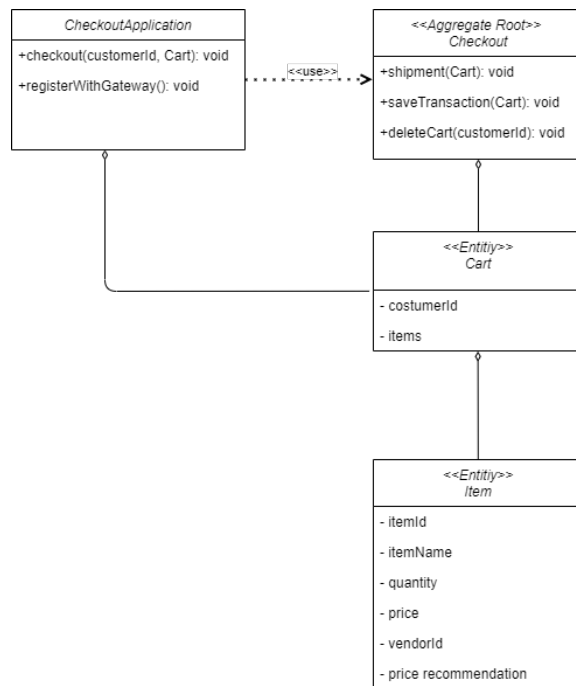 CheckoutApplication
+checkout(customerId, Cart): void
+registerWithGateway(): void
<<use>>
<<Aggregate Root>>
Checkout
+shipment(Cart): void
+saveTransaction(Cart): void
+deleteCart(customerId): void
<<Entitiy>>
Cart
- costumerId
- items
<<Entitiy>>
Item
- itemId
- itemName
- quantity
- price
- vendorId
- price recommendation